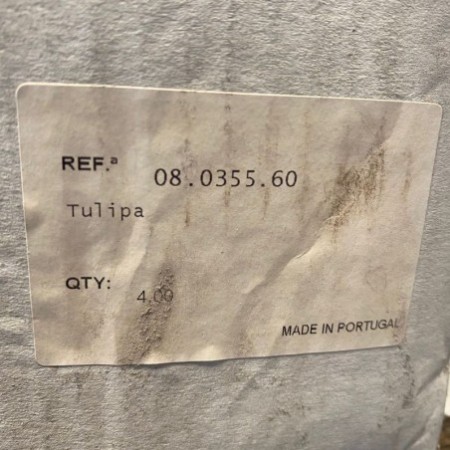 REF.ª 08.0355.60
Tulipa
QTY: 4.00
MADE IN PORTUGAL